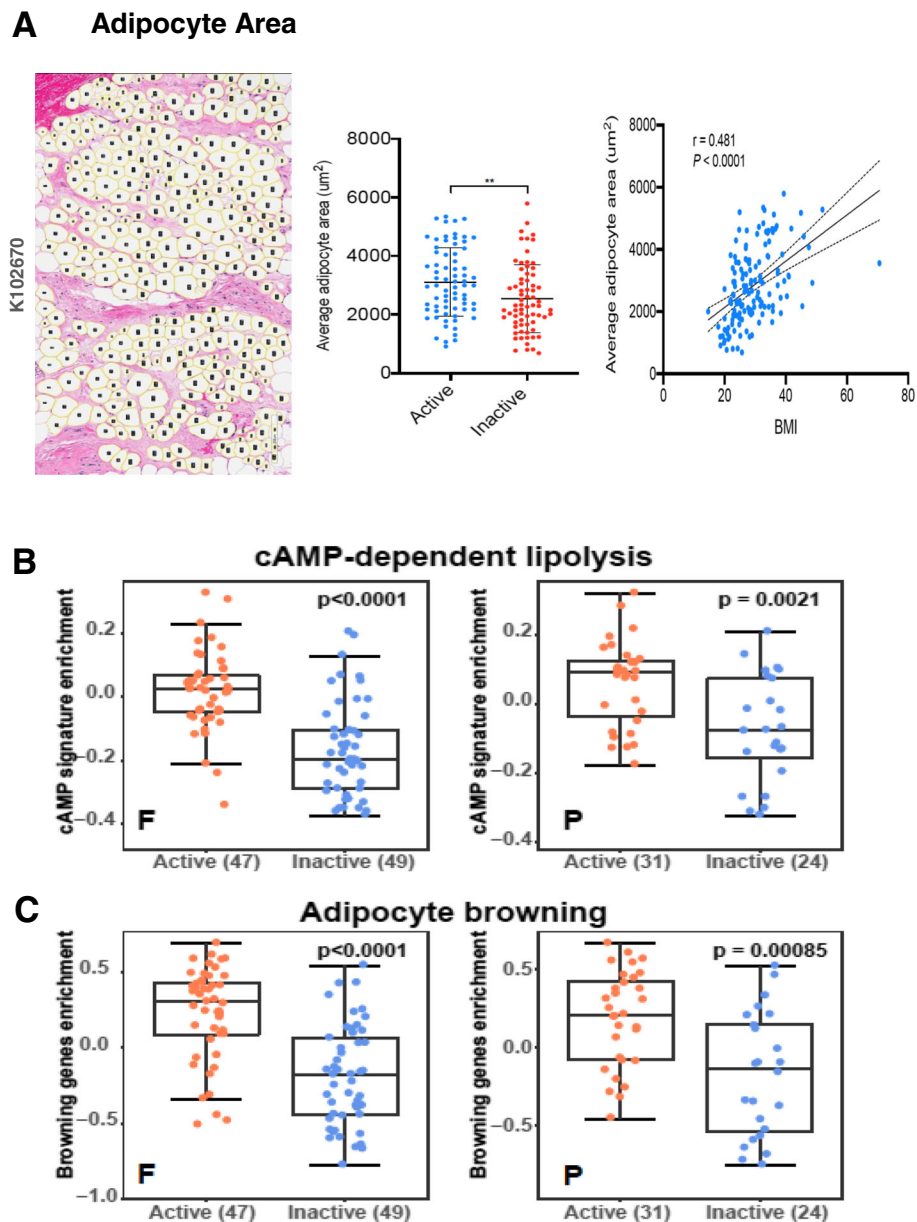 A Adipocyte Area
K102670
Average adipocyte area (um²)
8000
6000
4000
2000
0
**
Active
Inactive
Average adipocyte area (um²)
8000
6000
4000
2000
0
r = 0.481
P < 0.0001
0 20 40 60 80
BMI
B cAMP-dependent lipolysis
cAMP signature enrichment
0.2
0.0
−0.2
−0.4
p<0.0001
F
Active (47) Inactive (49)
cAMP signature enrichment
0.2
0.0
−0.2
−0.4
p = 0.0021
P
Active (31) Inactive (24)
C Adipocyte browning
Browning genes enrichment
0.5
0.0
−0.5
−1.0
p<0.0001
F
Active (47) Inactive (49)
Browning genes enrichment
0.5
0.0
−0.5
p = 0.00085
P
Active (31) Inactive (24)